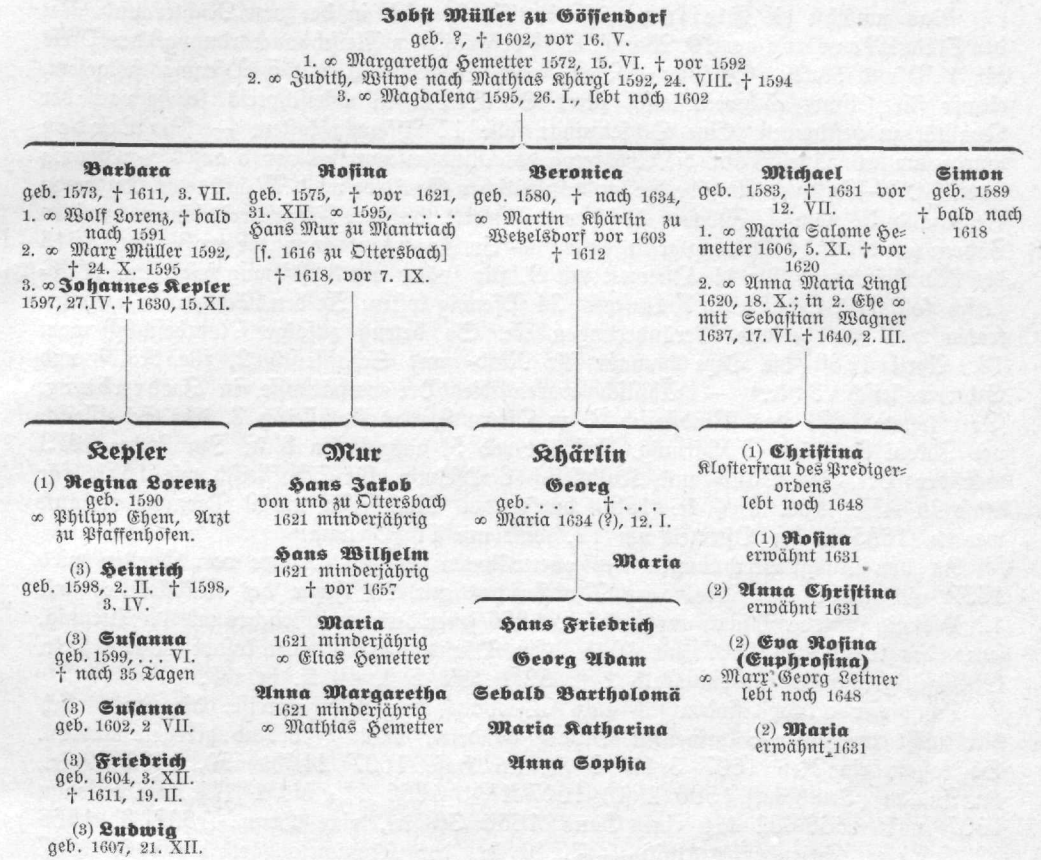 Jobst Müller zu Gössendorf
geb. ?, † 1602, vor 16. V.
1. ∞ Margaretha Hemetter 1572, 15. VI. † vor 1592
2. ∞ Judith, Witwe nach Mathias Khärgl 1592, 24. VIII. † 1594
3. ∞ Magdalena 1595, 26. I., lebt noch 1602
Barbara
geb. 1573, † 1611, 3. VII.
1. ∞ Wolf Lorenz, † bald
nach 1591
2. ∞ Marx Müller 1592,
† 24. X. 1595
3. ∞ Johannes Kepler
1597, 27. IV. † 1630, 15. XI.
Rosina
geb. 1575, † vor 1621,
31. XII. ∞ 1595, . . . .
Hans Mur zu Mantriach
[s. 1616 zu Ottersbach]
† 1618, vor 7. IX.
Veronica
geb. 1580, † nach 1634,
∞ Martin Khärlin zu
Wetzelsdorf vor 1603
† 1612
Michael
geb. 1583, † 1631 vor
12. VII.
1. ∞ Maria Salome He-
metter 1606, 5. XI. † vor
1620
2. ∞ Anna Maria Lingl
1620, 18. X.; in 2. Ehe ∞
mit Sebastian Wagner
1637, 17. VI. † 1640, 2. III.
Simon
geb. 1589
† bald nach
1618
Kepler
(1) Regina Lorenz
geb. 1590
∞ Philipp Ehem, Arzt
zu Pfaffenhofen.
(3) Heinrich
geb. 1598, 2. II. † 1598,
3. IV.
(3) Susanna
geb. 1599, . . . VI.
† nach 35 Tagen
(3) Susanna
geb. 1602, 2 VII.
(3) Friedrich
geb. 1604, 3. XII.
† 1611, 19. II.
(3) Ludwig
geb. 1607, 21. XII.
Mur
Hans Jakob
von und zu Ottersbach
1621 minderjährig
Hans Wilhelm
1621 minderjährig
† vor 1657
Maria
1621 minderjährig
∞ Elias Hemetter
Anna Margaretha
1621 minderjährig
∞ Mathias Hemetter
Khärlin
Georg
geb. . . . , †
∞ Maria 1634 (?), 12. I.
Maria
Hans Friedrich
Georg Adam
Sebald Bartholomä
Maria Katharina
Anna Sophia
(1) Christina
Klosterfrau des Prediger-
ordens
lebt noch 1648
(1) Rosina
erwähnt 1631
(2) Anna Christina
erwähnt 1631
(2) Eva Rosina
(Euphrosina)
∞ Marx Georg Leitner
lebt noch 1648
(2) Maria
erwähnt 1631